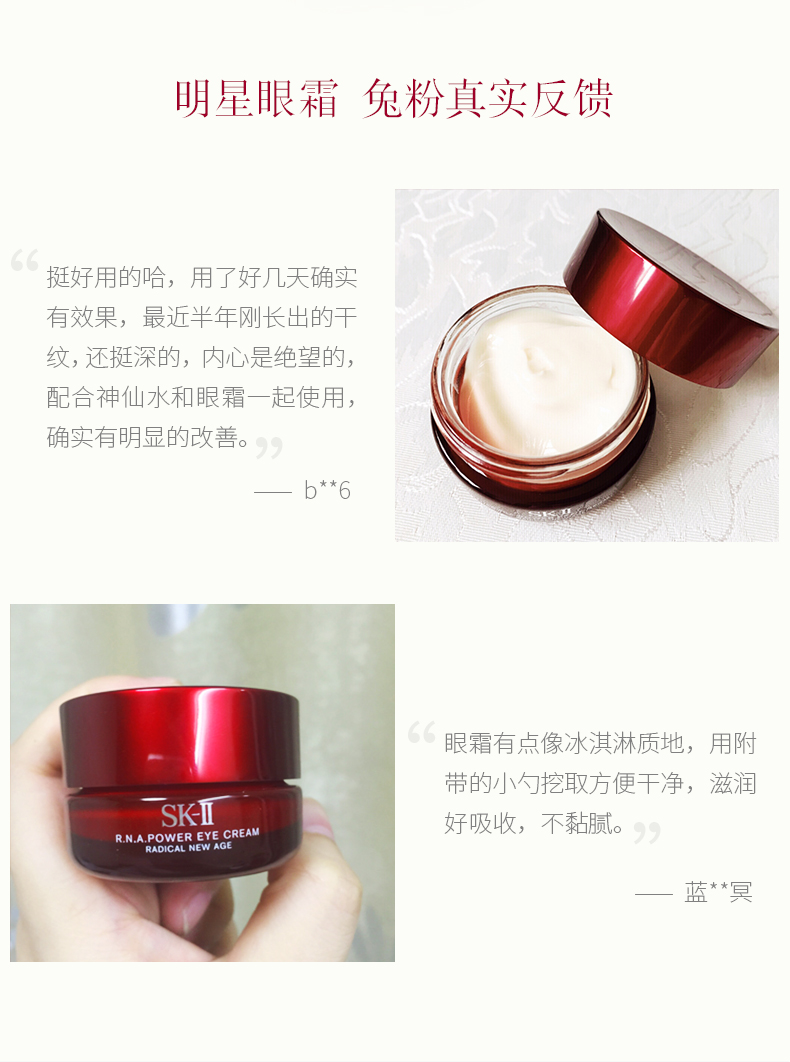 明星眼霜 兔粉真实反馈
“
挺好用的哈，用了好几天确实
有效果，最近半年刚长出的干
纹，还挺深的，内心是绝望的，
配合神仙水和眼霜一起使用，
确实有明显的改善。”
—— b**6
SK-II
SK-II
R.N.A.POWER EYE CREAM
RADICAL NEW AGE
“
眼霜有点像冰淇淋质地，用附
带的小勺挖取方便干净，滋润
好吸收，不黏腻。”
—— 蓝**冥